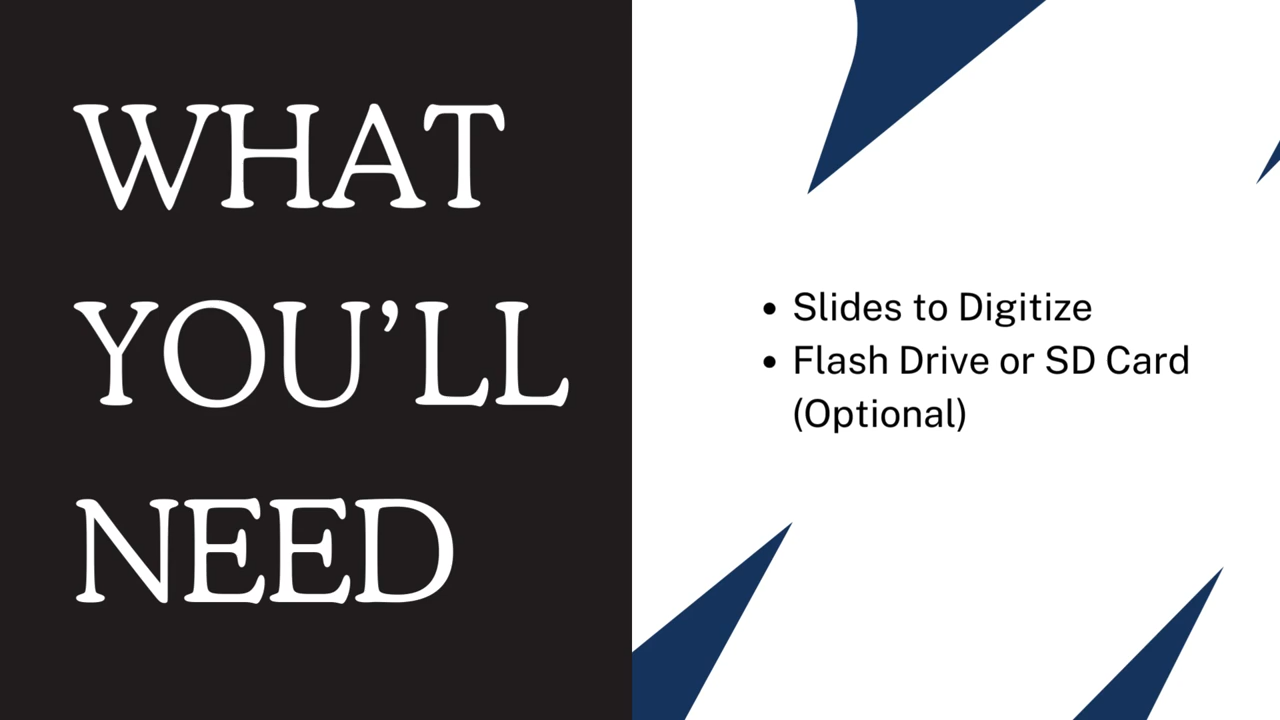 WHAT
YOU’LL
NEED
• Slides to Digitize
• Flash Drive or SD Card
(Optional)